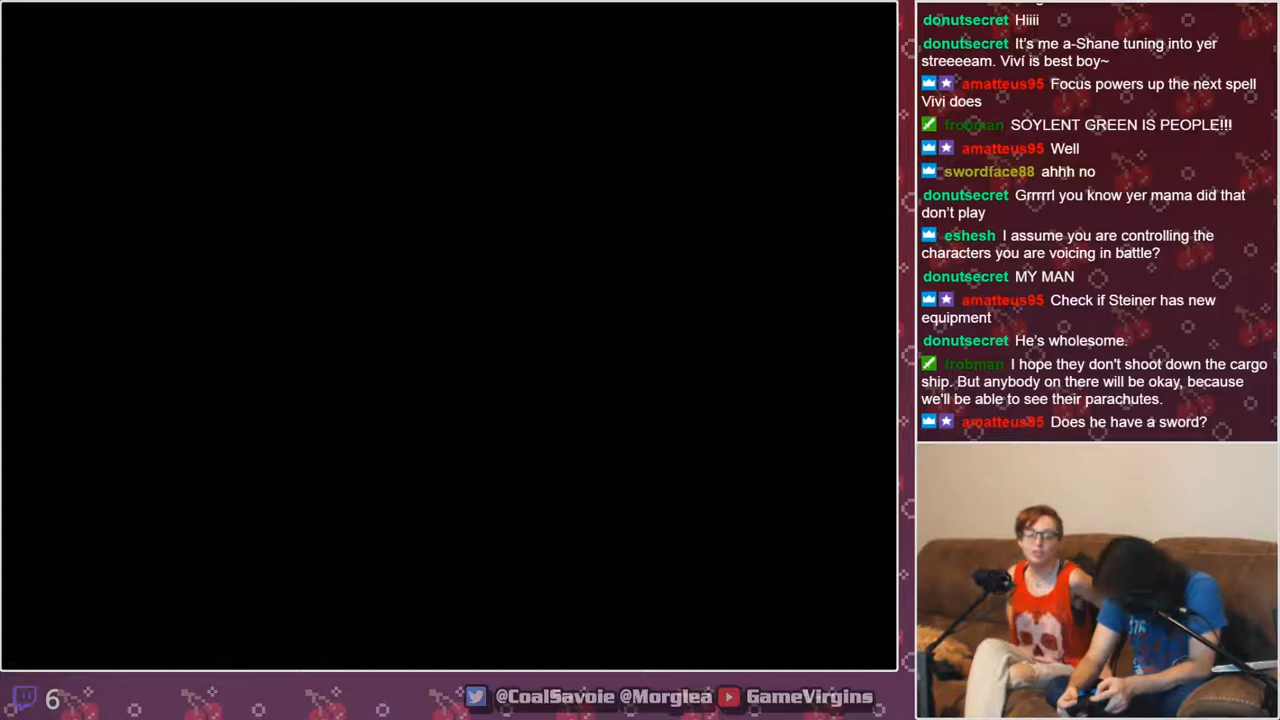 donutsecret Hiiii
donutsecret It's me a-Shane tuning into yer
streeeeam. Viví is best boy~
amatteus95 Focus powers up the next spell
Vivi does
frobman SOYLENT GREEN IS PEOPLE!!!
amatteus95 Well
swordface88 ahhh no
donutsecret Grrrrrl you know yer mama did that
don't play
eshesh I assume you are controlling the
characters you are voicing in battle?
donutsecret MY MAN
amatteus95 Check if Steiner has new
equipment
donutsecret He's wholesome.
frobman I hope they don't shoot down the cargo
ship. But anybody on there will be okay, because
we'll be able to see their parachutes.
amatteus95 Does he have a sword?
6 @CoalSavoie @Morglea GameVirgins